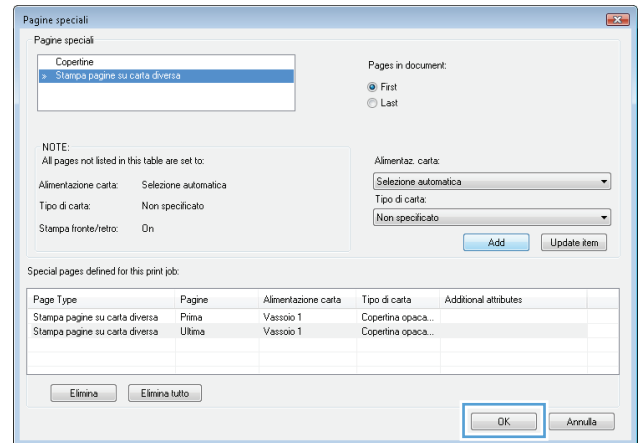 Pagine speciali
Pagine speciali
Copertine
» Stampa pagine su carta diversa
Pages in document:
First
Last
NOTE:
All pages not listed in this table are set to:
Alimentazione carta: Selezione automatica
Tipo di carta: Non specificato
Stampa fronte/retro: On
Alimentaz. carta:
Selezione automatica
Tipo di carta:
Non specificato
Add Update item
Special pages defined for this print job:
Page Type Pagine Alimentazione carta Tipo di carta Additional attributes
Stampa pagine su carta diversa Prima Vassoio 1 Copertina opaca...
Stampa pagine su carta diversa Ultima Vassoio 1 Copertina opaca...
Elimina Elimina tutto
OK Annulla